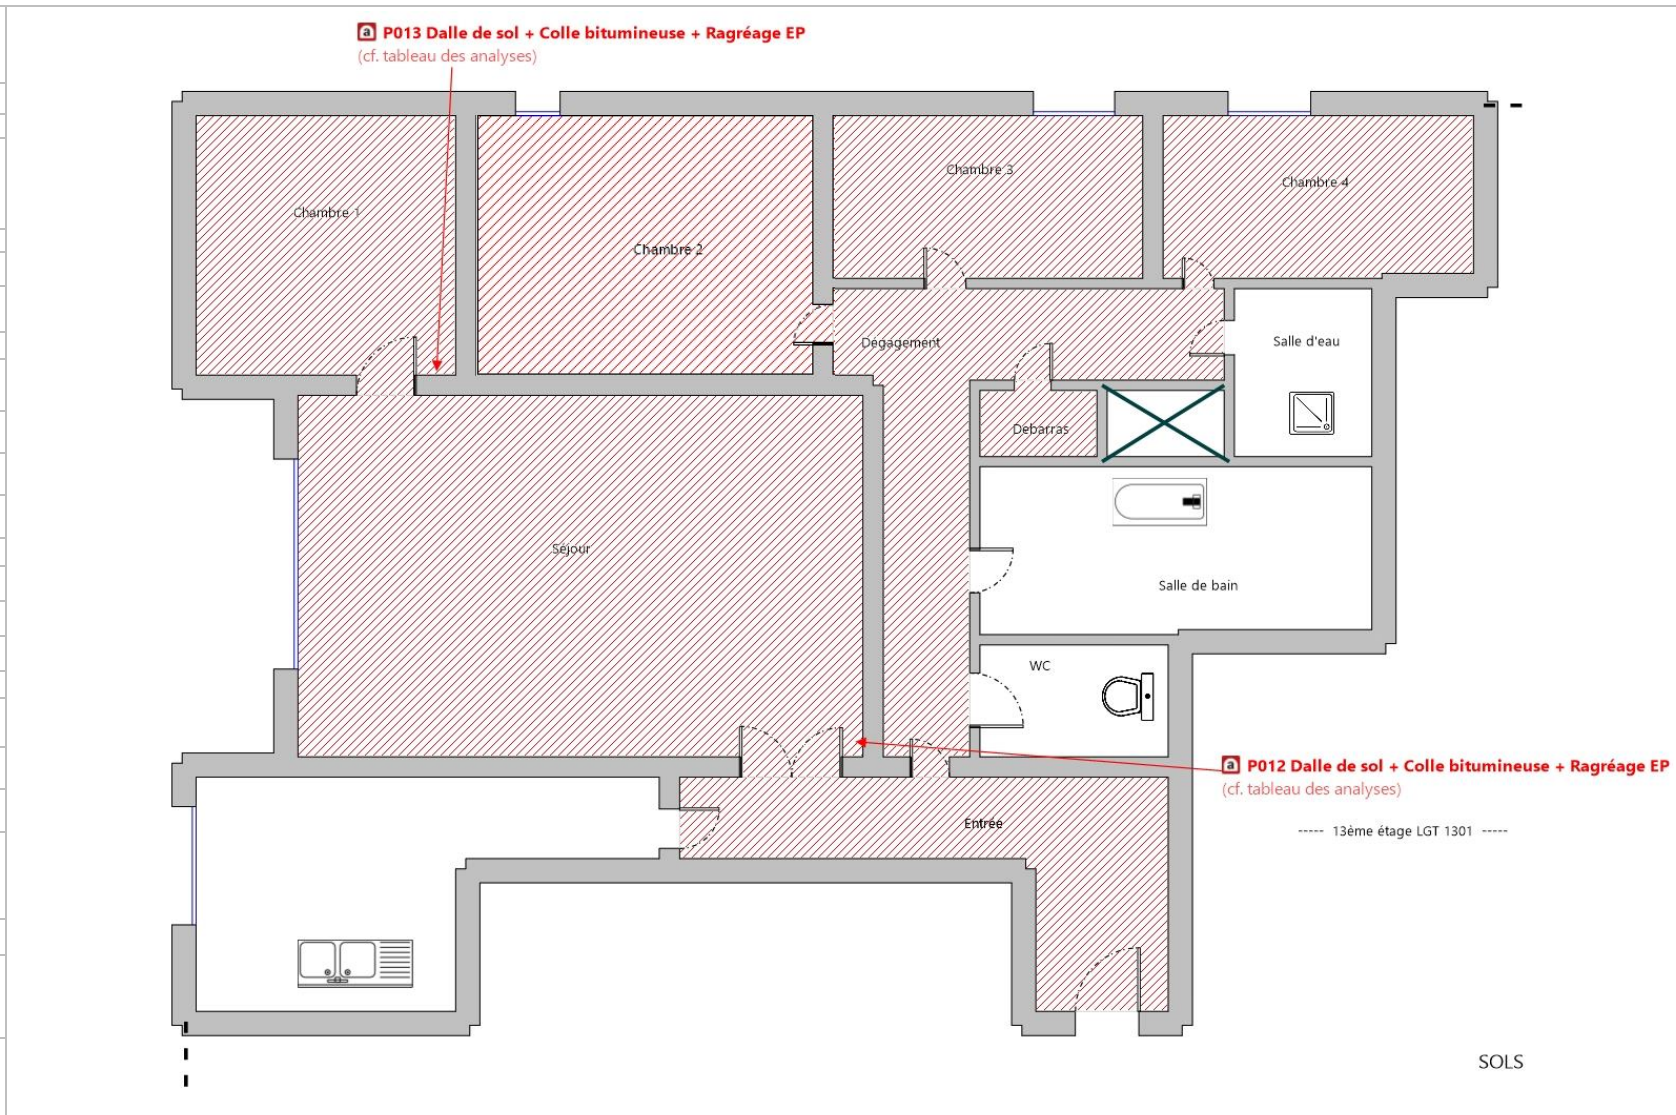 a P013 Dalle de sol + Colle bitumineuse + Ragréage EP
(cf. tableau des analyses)
Chambre 1
Chambre 2
Chambre 3
Chambre 4
Dégagement
Salle d'eau
Debarras
Séjour
Salle de bain
WC
a P012 Dalle de sol + Colle bitumineuse + Ragréage EP
(cf. tableau des analyses)
Entrée
----- 13ème étage LGT 1301 -----
SOLS